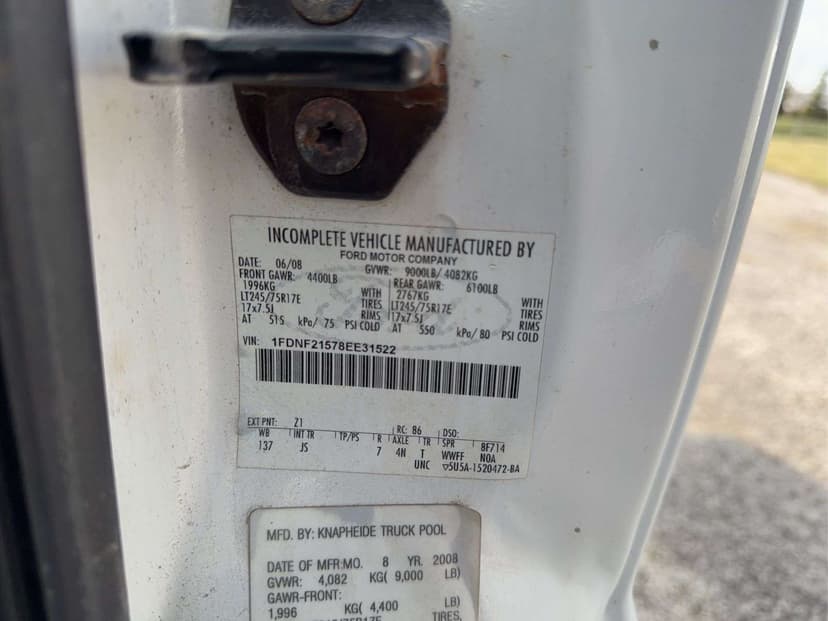 INCOMPLETE VEHICLE MANUFACTURED BY
FORD MOTOR COMPANY
DATE: 06/08 GVWR: 9000LB/ 4082KG
FRONT GAWR: 4400LB REAR GAWR: 6100LB
1996KG WITH 2767KG WITH
LT245/75R17E TIRES LT245/75R17E TIRES
17x7.5J RIMS 17x7.5J RIMS
AT 515 kPa/ 75 PSI COLD AT 550 kPa/ 80 PSI COLD
VIN: 1FDNF21578EE31522
EXT PNT: Z1 RC: 86 DSO:
WB INT TR TP/PS R AXLE TR SPR 8F714
137 JS 7 4N T WWFF NOA
UNC ▽5U5A-1520472-BA
MFD. BY: KNAPHEIDE TRUCK POOL
DATE OF MFR:MO. 8 YR. 2008
GVWR: 4,082 KG( 9,000 LB)
GAWR-FRONT:
1,996 KG( 4,400 LB)
TIRES,